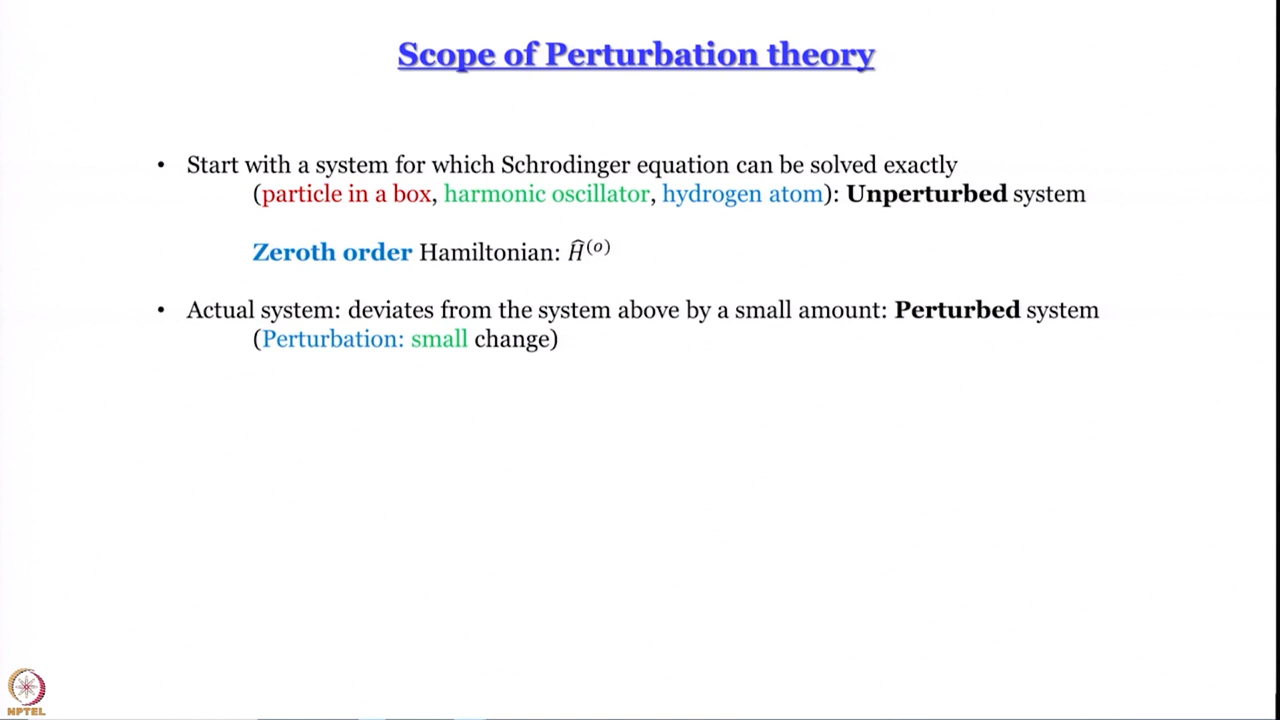 Scope of Perturbation theory
• Start with a system for which Schrodinger equation can be solved exactly
(particle in a box, harmonic oscillator, hydrogen atom): Unperturbed system
Zeroth order Hamiltonian: Ĥ⁽ᵒ⁾
• Actual system: deviates from the system above by a small amount: Perturbed system
(Perturbation: small change)
NPTEL